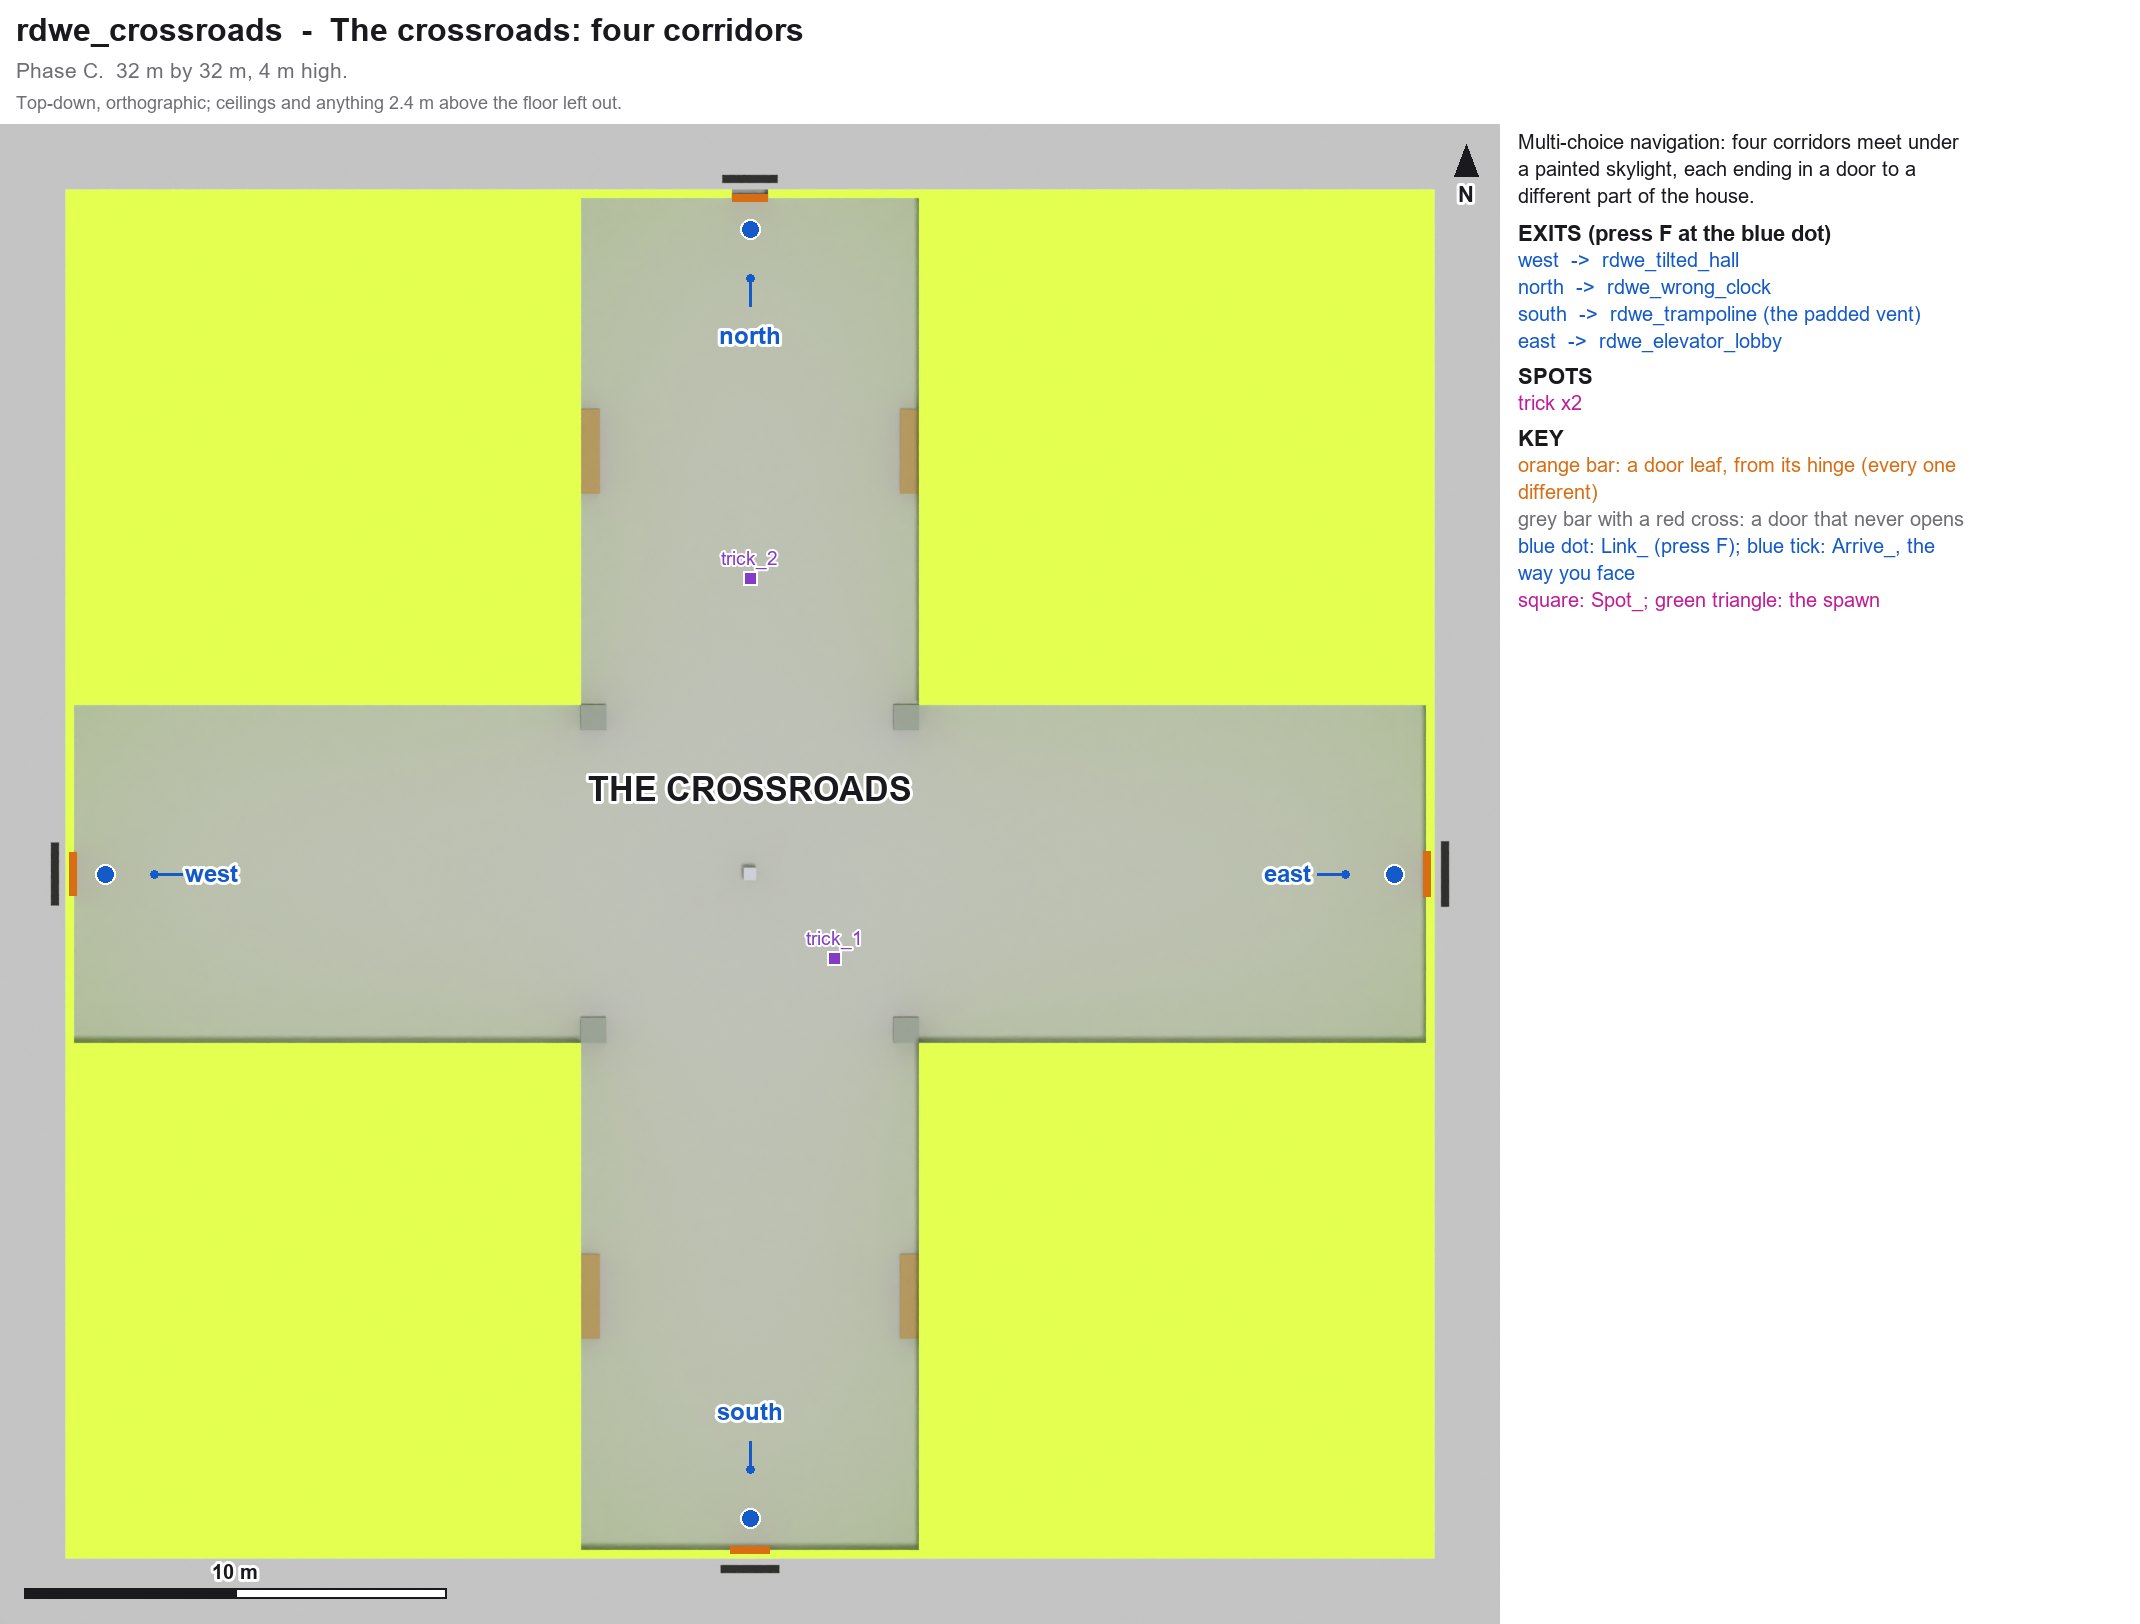 rdwe_crossroads  -  The crossroads: four corridors
Phase C.  32 m by 32 m, 4 m high.
Top-down, orthographic; ceilings and anything 2.4 m above the floor left out.
N
north
trick_2
THE CROSSROADS
west
east
trick_1
south
10 m
Multi-choice navigation: four corridors meet under
a painted skylight, each ending in a door to a
different part of the house.
EXITS (press F at the blue dot)
west  ->  rdwe_tilted_hall
north  ->  rdwe_wrong_clock
south  ->  rdwe_trampoline (the padded vent)
east  ->  rdwe_elevator_lobby
SPOTS
trick x2
KEY
orange bar: a door leaf, from its hinge (every one
different)
grey bar with a red cross: a door that never opens
blue dot: Link_ (press F); blue tick: Arrive_, the
way you face
square: Spot_; green triangle: the spawn